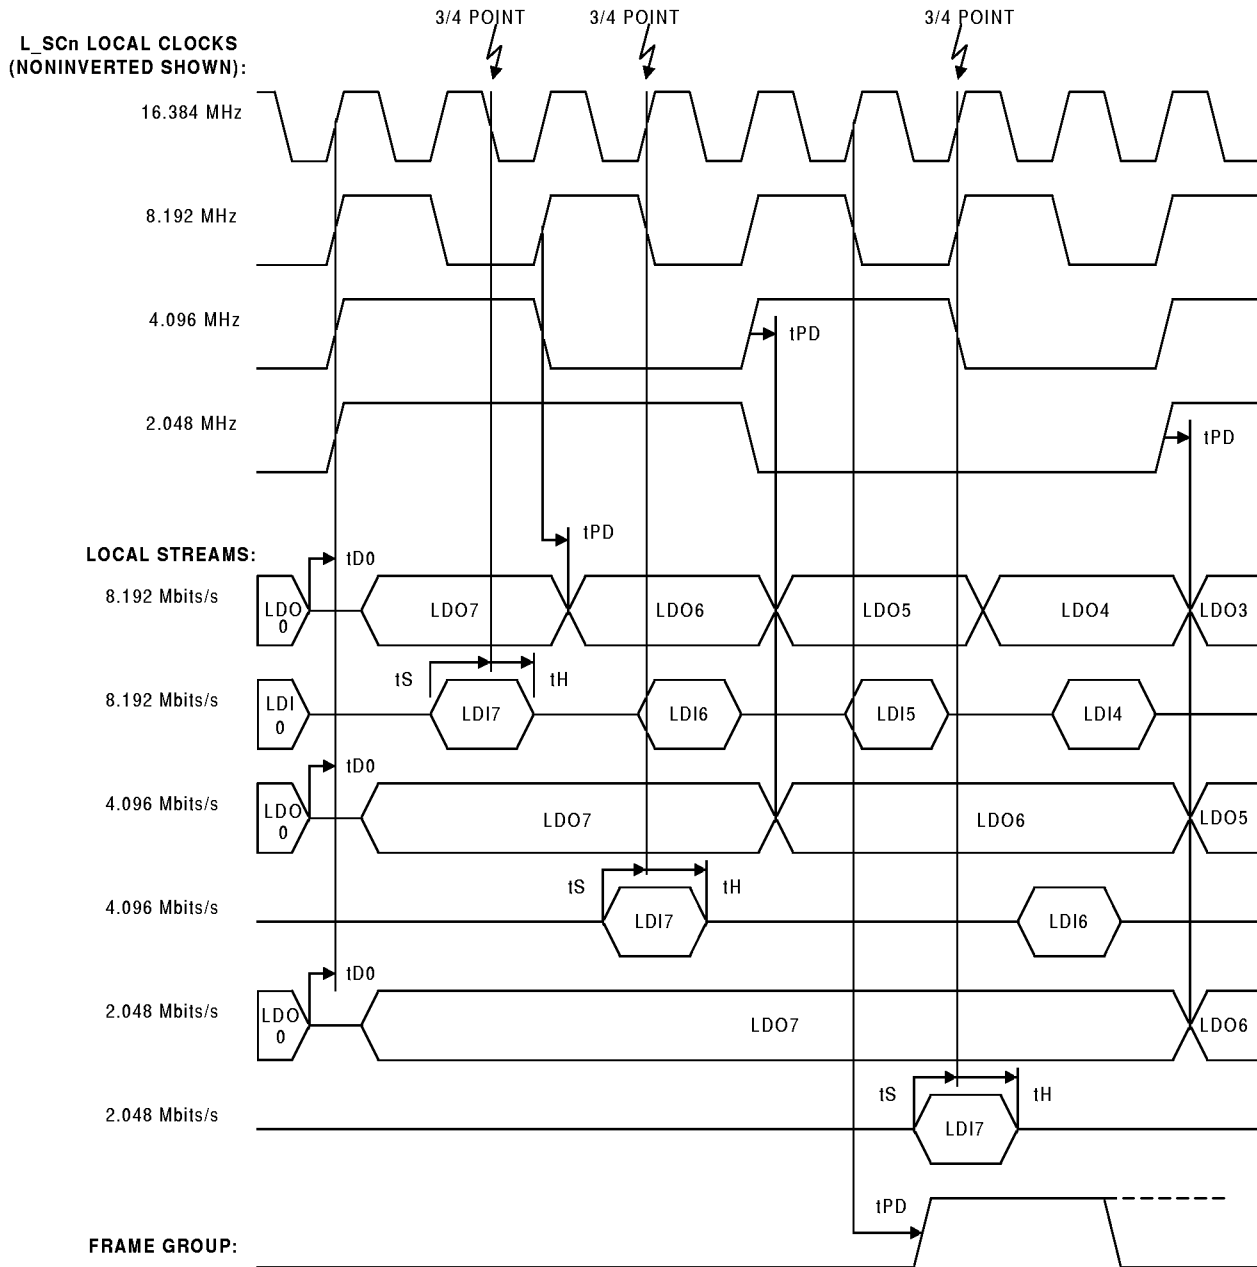 3/4 POINT 3/4 POINT 3/4 POINT
L_SCn LOCAL CLOCKS
(NONINVERTED SHOWN):
16.384 MHz
8.192 MHz
4.096 MHz
tPD
2.048 MHz
tPD
tPD
LOCAL STREAMS:
tD0
8.192 Mbits/s
LDO
0
LDO7 LDO6 LDO5 LDO4 LDO3
tS tH
8.192 Mbits/s
LDI
0
LDI7 LDI6 LDI5 LDI4
tD0
4.096 Mbits/s
LDO
0
LDO7 LDO6 LDO5
tS tH
4.096 Mbits/s
LDI7 LDI6
tD0
2.048 Mbits/s
LDO
0
LDO7 LDO6
tS tH
2.048 Mbits/s
LDI7
tPD
FRAME GROUP: